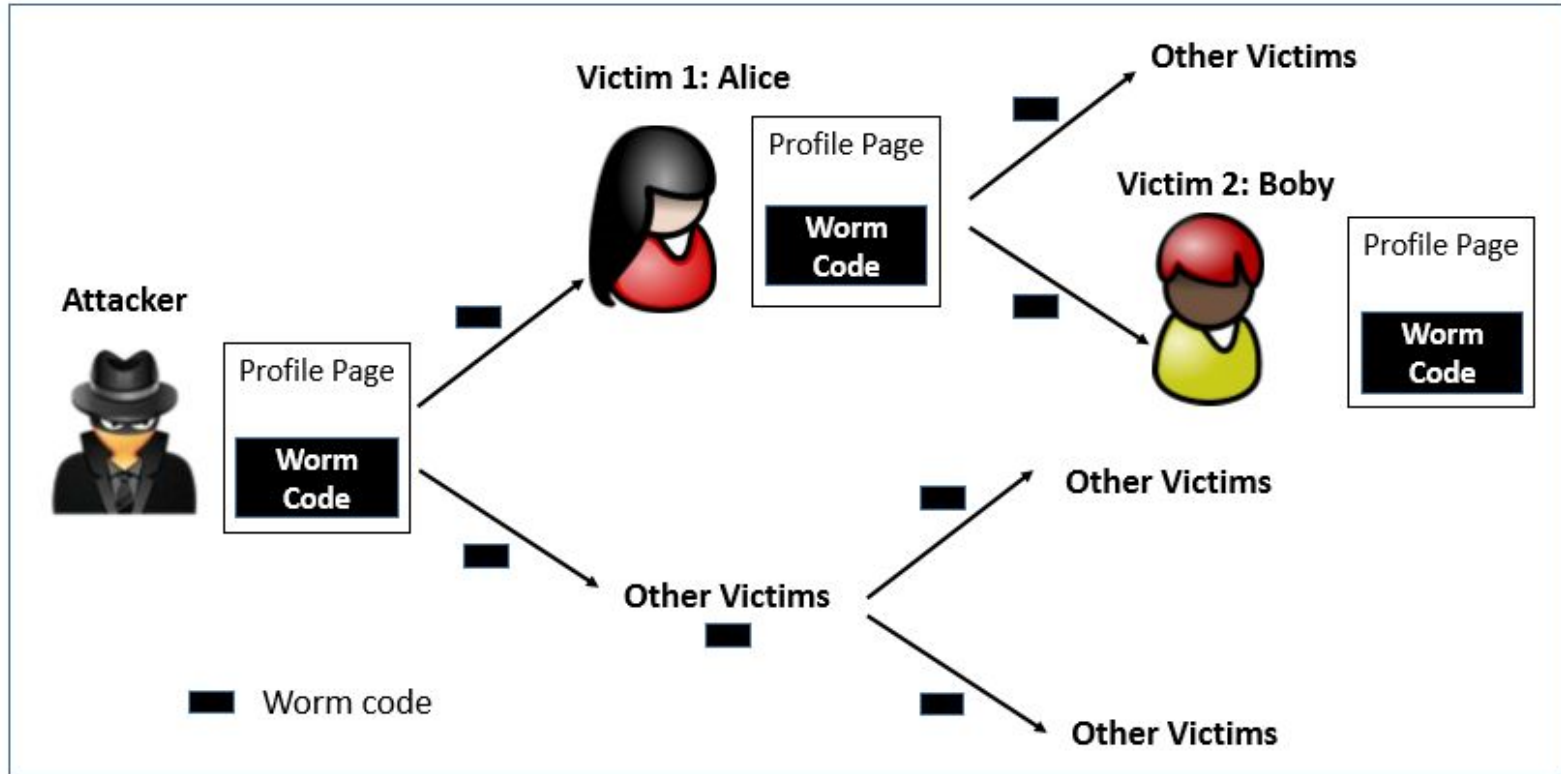 Other Victims
Victim 1: Alice
Profile Page
Worm
Code
Victim 2: Boby
Profile Page
Worm
Code
Attacker
Profile Page
Worm
Code
Other Victims
Other Victims
Worm code
Other Victims